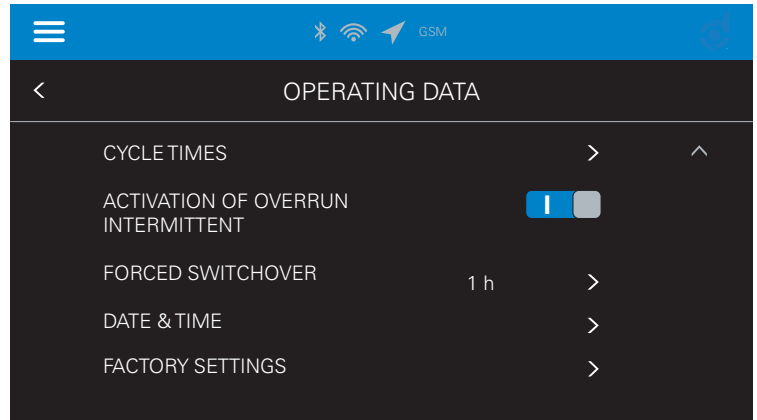 GSM
OPERATING DATA
CYCLE TIMES
ACTIVATION OF OVERRUN
INTERMITTENT
FORCED SWITCHOVER
1 h
DATE & TIME
FACTORY SETTINGS